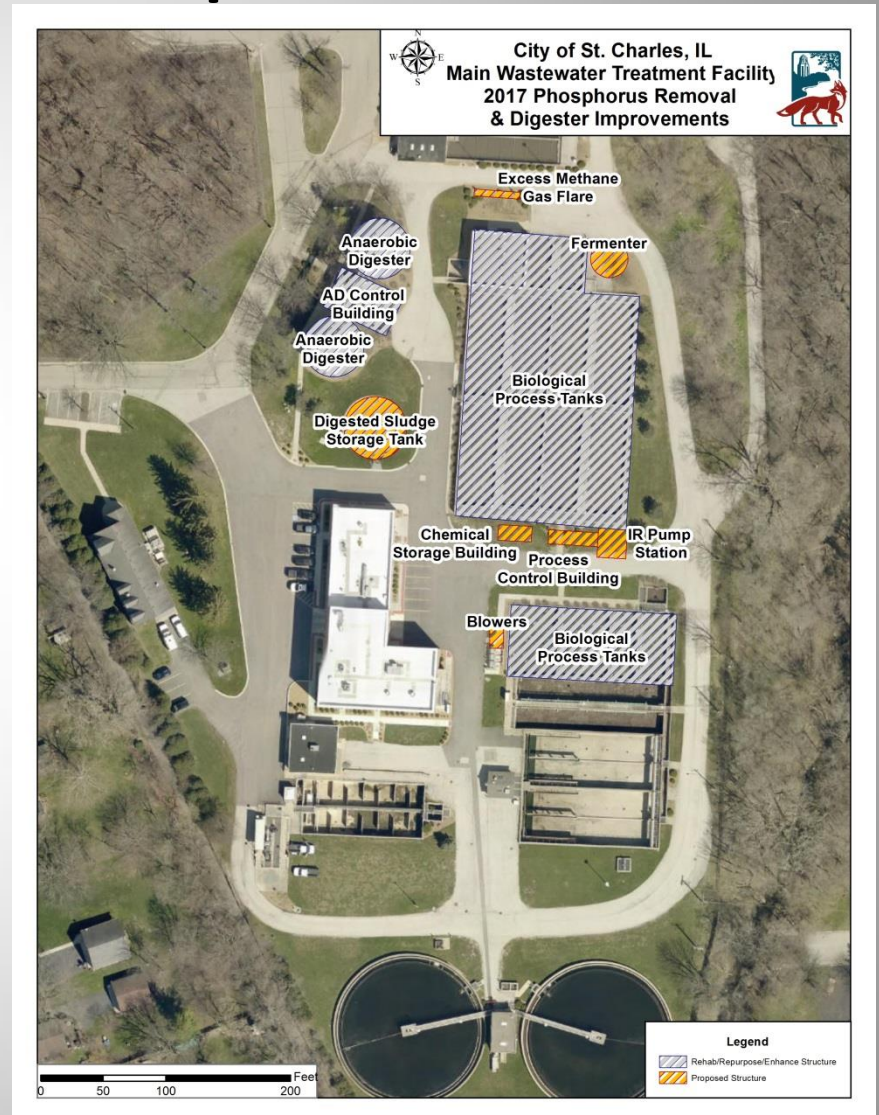 N
W E
S
City of St. Charles, IL
Main Wastewater Treatment Facility
2017 Phosphorus Removal
& Digester Improvements
Excess Methane
Gas Flare
Anaerobic
Digester
Fermenter
AD Control
Building
Anaerobic
Digester
Biological
Process Tanks
Digested Sludge
Storage Tank
Chemical
Storage Building
IR Pump
Station
Process
Control Building
Blowers
Biological
Process Tanks
Legend
Rehab/Repurpose/Enhance Structure
Proposed Structure
Feet
0 50 100 200